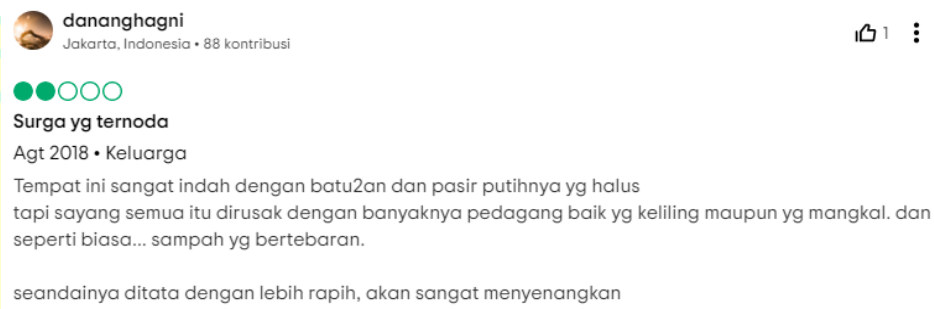 dananghagni
Jakarta, Indonesia • 88 kontribusi
1
Surga yg ternoda
Agt 2018 • Keluarga
Tempat ini sangat indah dengan batu2an dan pasir putihnya yg halus
tapi sayang semua itu dirusak dengan banyaknya pedagang baik yg keliling maupun yg mangkal. dan
seperti biasa... sampah yg bertebaran.
seandainya ditata dengan lebih rapih, akan sangat menyenangkan